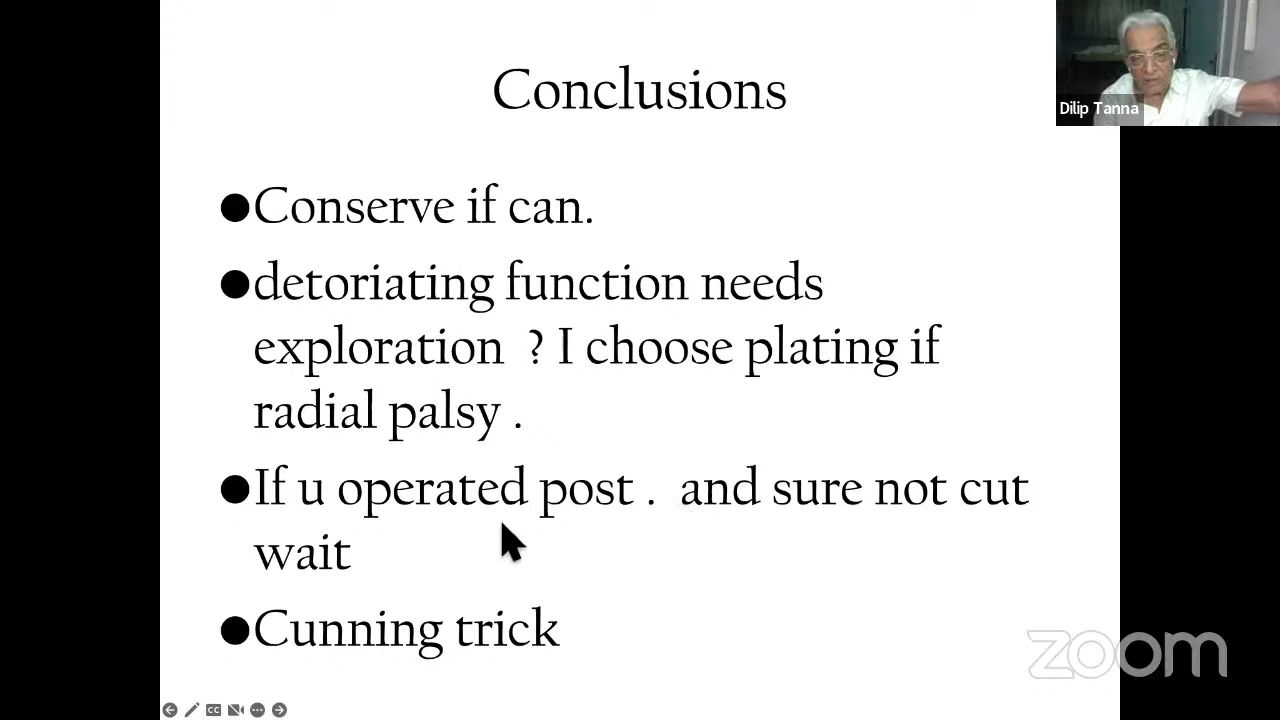 Conclusions
Dilip Tanna
●Conserve if can.
●detoriating function needs
exploration ? I choose plating if
radial palsy .
●If u operated post . and sure not cut
wait
●Cunning trick
zoom